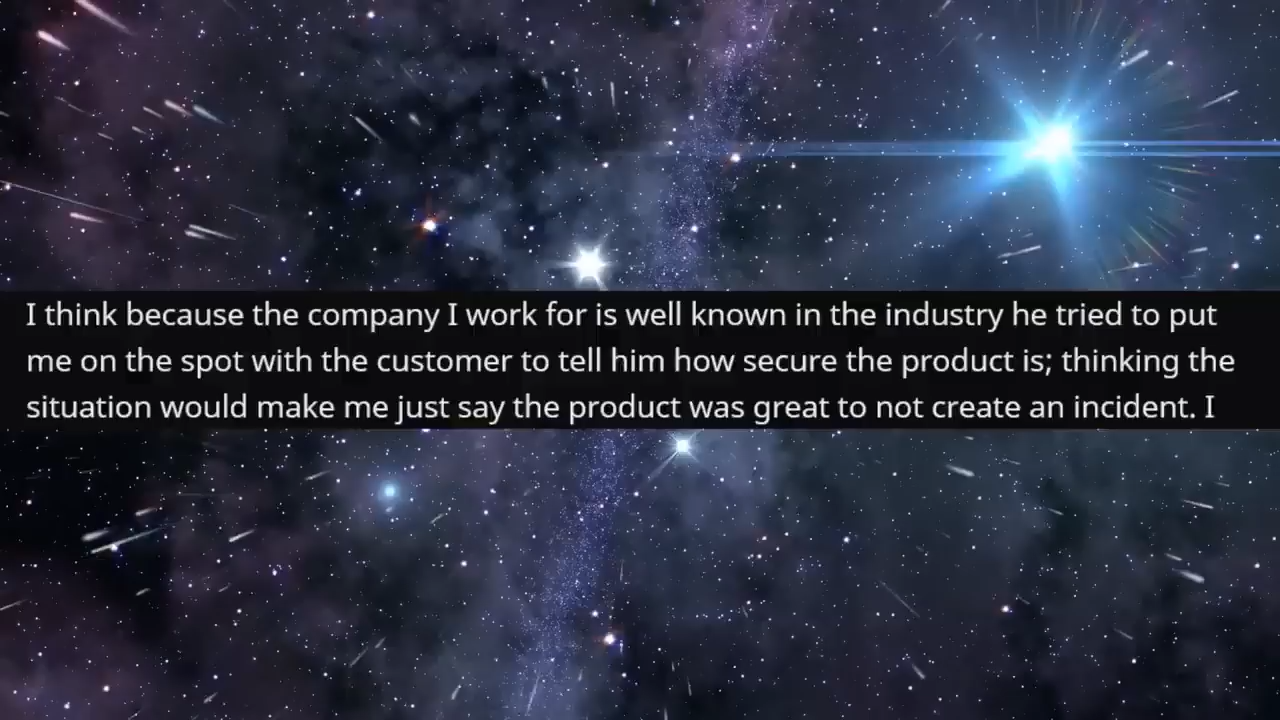 I think because the company I work for is well known in the industry he tried to put
me on the spot with the customer to tell him how secure the product is; thinking the
situation would make me just say the product was great to not create an incident. I